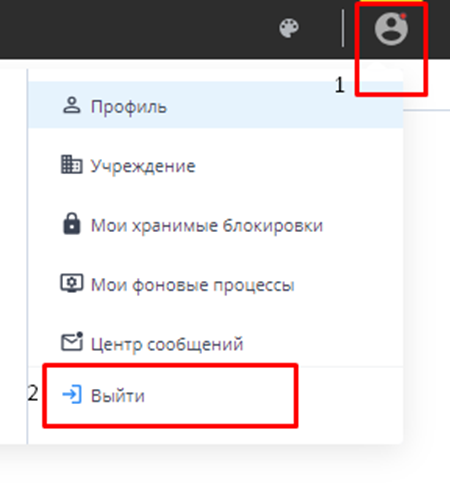 1
Профиль
Учреждение
Мои хранимые блокировки
Мои фоновые процессы
Центр сообщений
2 Выйти